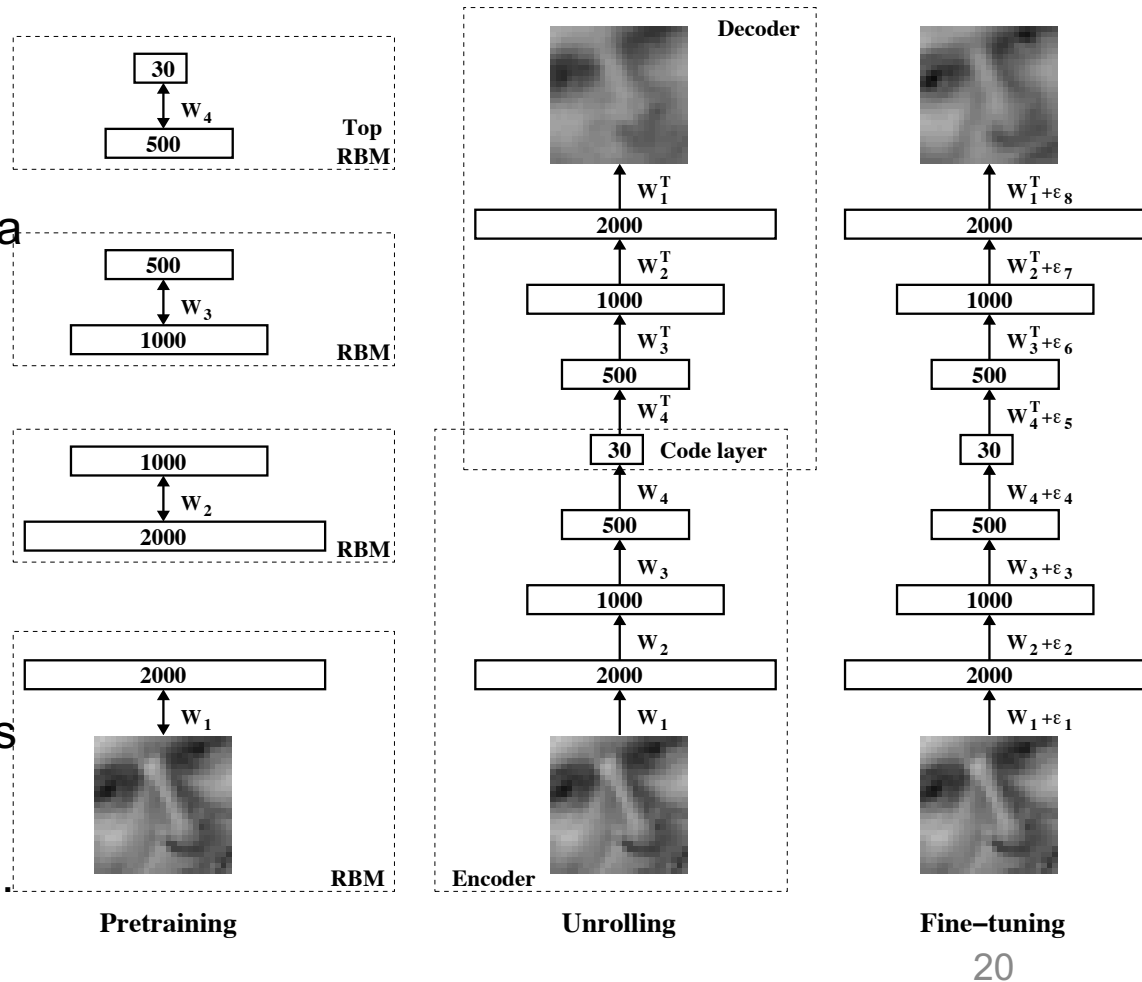 30
W₄
500
Top
RBM
a
500
W₃
1000
RBM
1000
W₂
2000
RBM
2000
W₁
s
RBM
.
Pretraining
Decoder
W₁ᵀ
2000
W₂ᵀ
1000
W₃ᵀ
500
W₄ᵀ
30
Code layer
W₄
500
W₃
1000
W₂
2000
W₁
Encoder
Unrolling
W₁ᵀ+ε₈
2000
W₂ᵀ+ε₇
1000
W₃ᵀ+ε₆
500
W₄ᵀ+ε₅
30
W₄+ε₄
500
W₃+ε₃
1000
W₂+ε₂
2000
W₁+ε₁
Fine−tuning
20